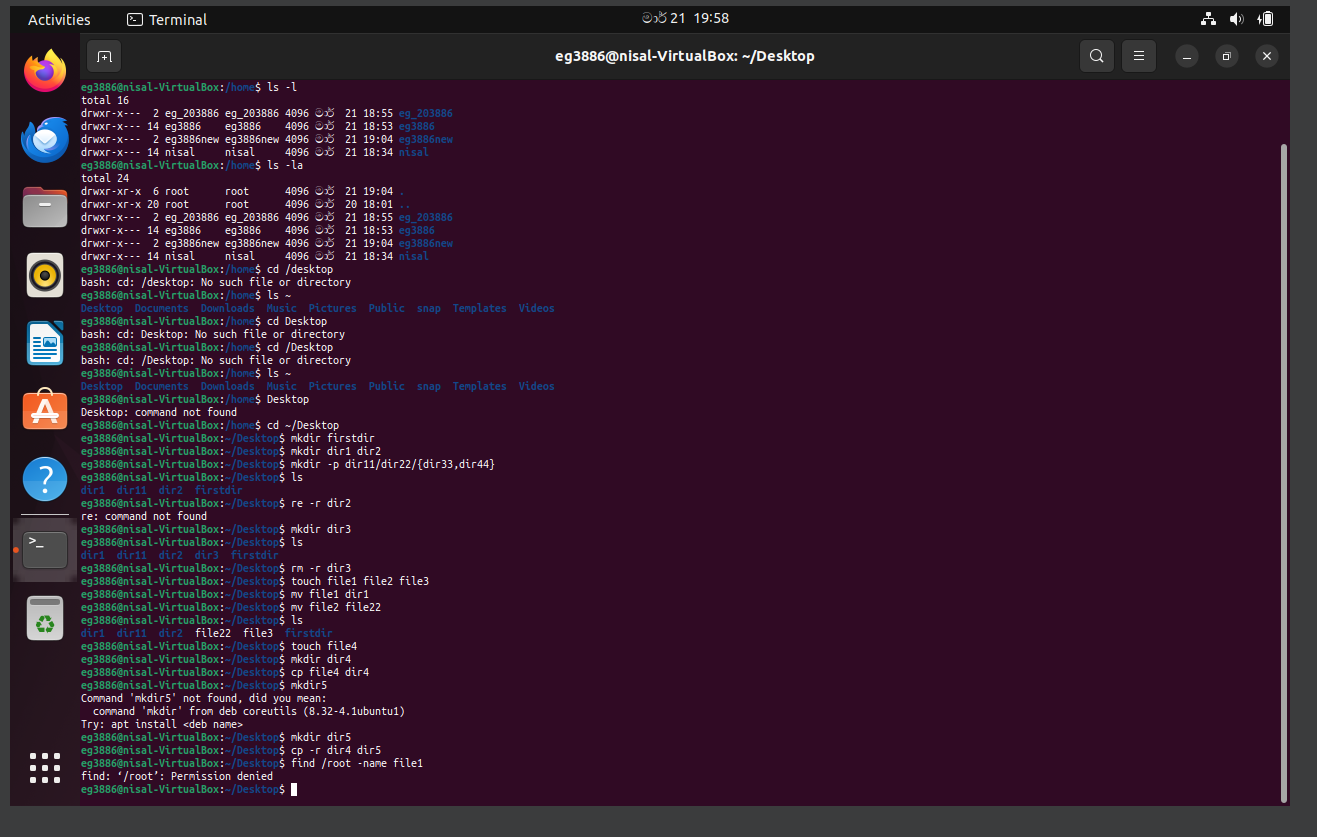 Activities Terminal මාර් 21 19:58
eg3886@nisal-VirtualBox: ~/Desktop
eg3886@nisal-VirtualBox:/home$ ls -l
total 16
drwxr-x---  2 eg_203886 eg_203886 4096 මාර්  21 18:55 eg_203886
drwxr-x--- 14 eg3886    eg3886    4096 මාර්  21 18:53 eg3886
drwxr-x---  2 eg3886new eg3886new 4096 මාර්  21 19:04 eg3886new
drwxr-x--- 14 nisal     nisal     4096 මාර්  21 18:34 nisal
eg3886@nisal-VirtualBox:/home$ ls -la
total 24
drwxr-xr-x  6 root      root      4096 මාර්  21 19:04 .
drwxr-xr-x 20 root      root      4096 මාර්  20 18:01 ..
drwxr-x---  2 eg_203886 eg_203886 4096 මාර්  21 18:55 eg_203886
drwxr-x--- 14 eg3886    eg3886    4096 මාර්  21 18:53 eg3886
drwxr-x---  2 eg3886new eg3886new 4096 මාර්  21 19:04 eg3886new
drwxr-x--- 14 nisal     nisal     4096 මාර්  21 18:34 nisal
eg3886@nisal-VirtualBox:/home$ cd /desktop
bash: cd: /desktop: No such file or directory
eg3886@nisal-VirtualBox:/home$ ls ~
Desktop  Documents  Downloads  Music  Pictures  Public  snap  Templates  Videos
eg3886@nisal-VirtualBox:/home$ cd Desktop
bash: cd: Desktop: No such file or directory
eg3886@nisal-VirtualBox:/home$ cd /Desktop
bash: cd: /Desktop: No such file or directory
eg3886@nisal-VirtualBox:/home$ ls ~
Desktop  Documents  Downloads  Music  Pictures  Public  snap  Templates  Videos
eg3886@nisal-VirtualBox:/home$ Desktop
Desktop: command not found
eg3886@nisal-VirtualBox:/home$ cd ~/Desktop
eg3886@nisal-VirtualBox:~/Desktop$ mkdir firstdir
eg3886@nisal-VirtualBox:~/Desktop$ mkdir dir1 dir2
eg3886@nisal-VirtualBox:~/Desktop$ mkdir -p dir11/dir22/{dir33,dir44}
eg3886@nisal-VirtualBox:~/Desktop$ ls
dir1  dir11  dir2  firstdir
eg3886@nisal-VirtualBox:~/Desktop$ re -r dir2
re: command not found
eg3886@nisal-VirtualBox:~/Desktop$ mkdir dir3
eg3886@nisal-VirtualBox:~/Desktop$ ls
dir1  dir11  dir2  dir3  firstdir
eg3886@nisal-VirtualBox:~/Desktop$ rm -r dir3
eg3886@nisal-VirtualBox:~/Desktop$ touch file1 file2 file3
eg3886@nisal-VirtualBox:~/Desktop$ mv file1 dir1
eg3886@nisal-VirtualBox:~/Desktop$ mv file2 file22
eg3886@nisal-VirtualBox:~/Desktop$ ls
dir1  dir11  dir2  file22  file3  firstdir
eg3886@nisal-VirtualBox:~/Desktop$ touch file4
eg3886@nisal-VirtualBox:~/Desktop$ mkdir dir4
eg3886@nisal-VirtualBox:~/Desktop$ cp file4 dir4
eg3886@nisal-VirtualBox:~/Desktop$ mkdir5
Command 'mkdir5' not found, did you mean:
  command 'mkdir' from deb coreutils (8.32-4.1ubuntu1)
Try: apt install <deb name>
eg3886@nisal-VirtualBox:~/Desktop$ mkdir dir5
eg3886@nisal-VirtualBox:~/Desktop$ cp -r dir4 dir5
eg3886@nisal-VirtualBox:~/Desktop$ find /root -name file1
find: ‘/root’: Permission denied
eg3886@nisal-VirtualBox:~/Desktop$